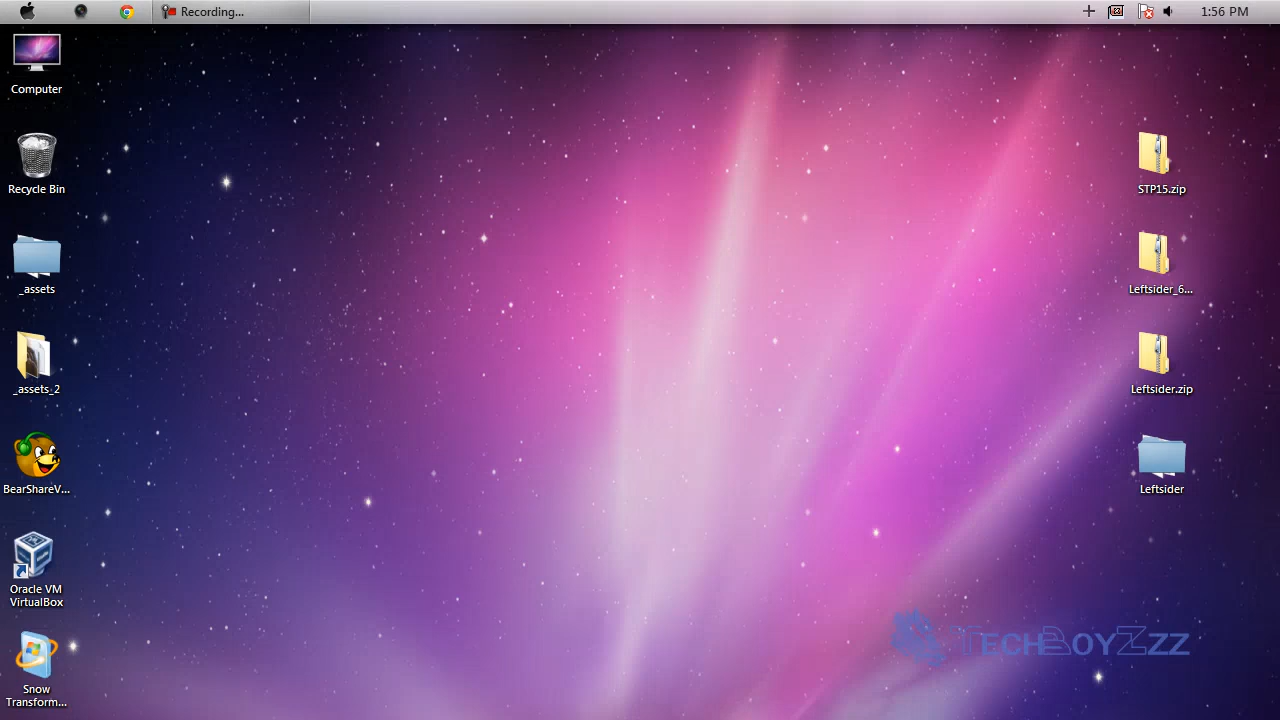 Recording...
1:56 PM
Computer
Recycle Bin
_assets
_assets_2
BearShareV...
Oracle VM
VirtualBox
Snow
Transform...
STP15.zip
Leftsider_6...
Leftsider.zip
Leftsider
TECHBOYZZZ